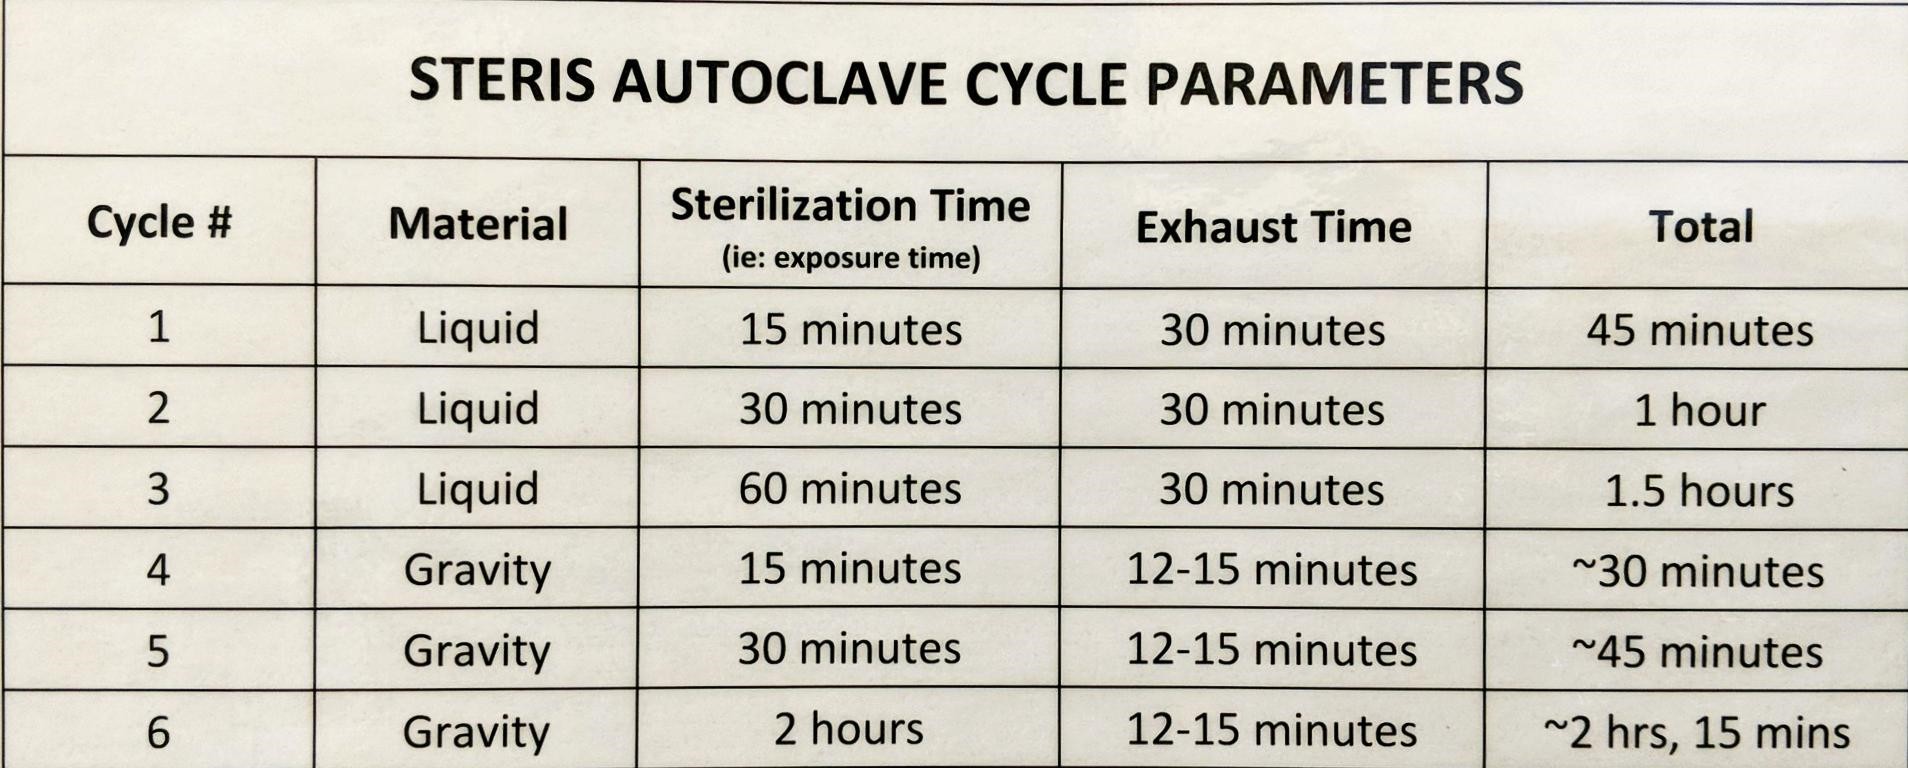 STERIS AUTOCLAVE CYCLE PARAMETERS
Cycle # Material Sterilization Time (ie: exposure time) Exhaust Time Total
1 Liquid 15 minutes 30 minutes 45 minutes
2 Liquid 30 minutes 30 minutes 1 hour
3 Liquid 60 minutes 30 minutes 1.5 hours
4 Gravity 15 minutes 12-15 minutes ~30 minutes
5 Gravity 30 minutes 12-15 minutes ~45 minutes
6 Gravity 2 hours 12-15 minutes ~2 hrs, 15 mins